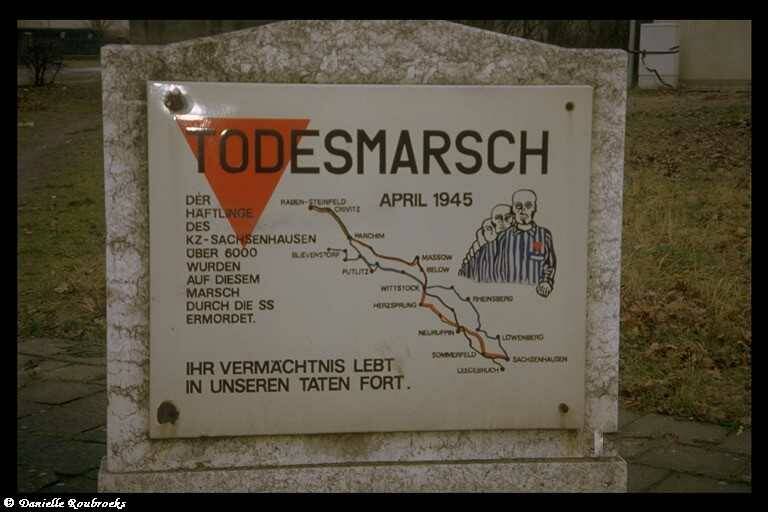 TODESMARSCH
APRIL 1945
DER
HÄFTLINGE
DES
KZ-SACHSENHAUSEN
ÜBER 6000
WURDEN
AUF DIESEM
MARSCH
DURCH DIE SS
ERMORDET.
RABEN-STEINFELD
CRIVITZ
PARCHIM
BLIEVENSTORF
PUTLITZ
MASSOW
BELOW
WITTSTOCK
RHEINSBERG
HERZSPRUNG
NEURUPPIN
LÖWENBERG
SOMMERFELD
SACHSENHAUSEN
LEEGEBRUCH
IHR VERMÄCHTNIS LEBT
IN UNSEREN TATEN FORT.
© Danielle Roubroeks